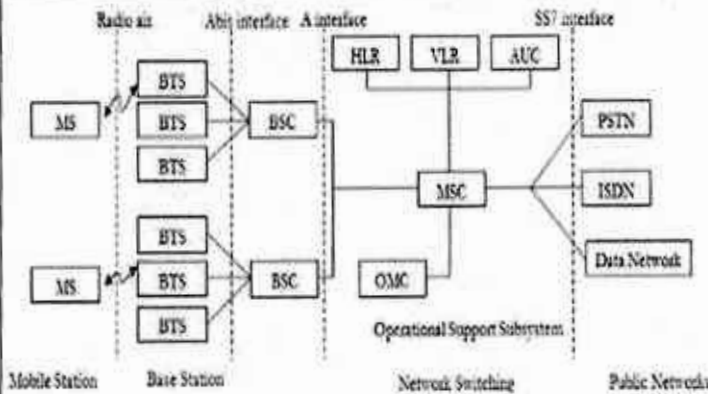 Radio air Abit interface A interface SS7 interface
HLR VLR AUC
BTS
MS BTS BSC PSTN
BTS
MSC ISDN
BTS
MS BTS BSC OMC Data Network
BTS
Operational Support Subsystem
Mobile Station Base Station Network Switching Public Networks